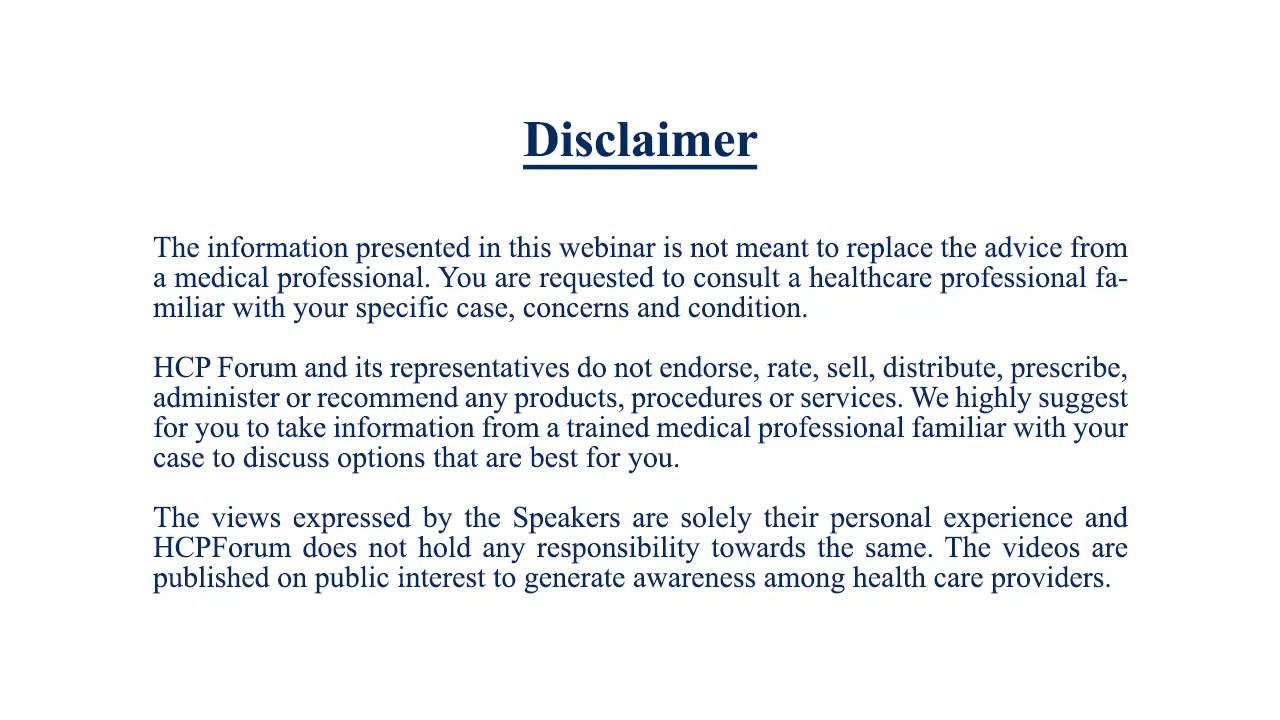 Disclaimer
The information presented in this webinar is not meant to replace the advice from
a medical professional. You are requested to consult a healthcare professional fa-
miliar with your specific case, concerns and condition.
HCP Forum and its representatives do not endorse, rate, sell, distribute, prescribe,
administer or recommend any products, procedures or services. We highly suggest
for you to take information from a trained medical professional familiar with your
case to discuss options that are best for you.
The views expressed by the Speakers are solely their personal experience and
HCPForum does not hold any responsibility towards the same. The videos are
published on public interest to generate awareness among health care providers.